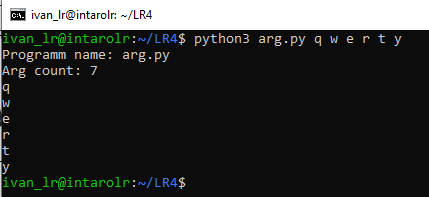 ivan_lr@intarolr: ~/LR4
ivan_lr@intarolr:~/LR4$ python3 arg.py q w e r t y
Programm name: arg.py
Arg count: 7
q
w
e
r
t
y
ivan_lr@intarolr:~/LR4$